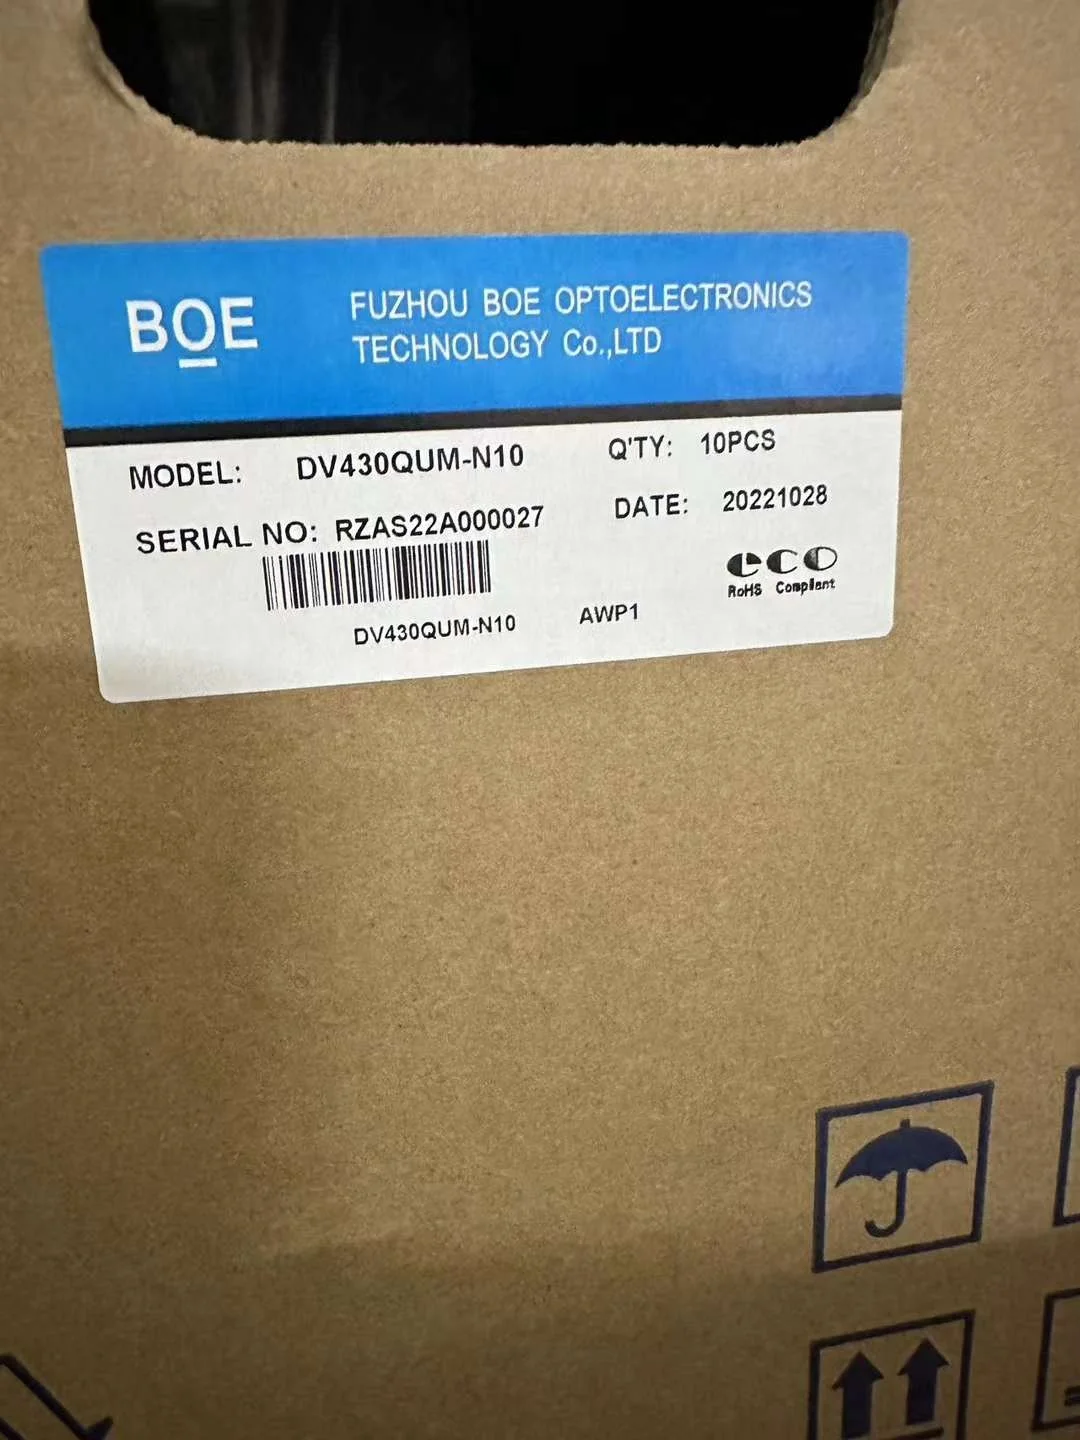 BOE
FUZHOU BOE OPTOELECTRONICS
TECHNOLOGY Co.,LTD
MODEL: DV430QUM-N10
Q'TY: 10PCS
SERIAL NO: RZAS22A000027
DATE: 20221028
eco
RoHS Compliant
DV430QUM-N10
AWP1